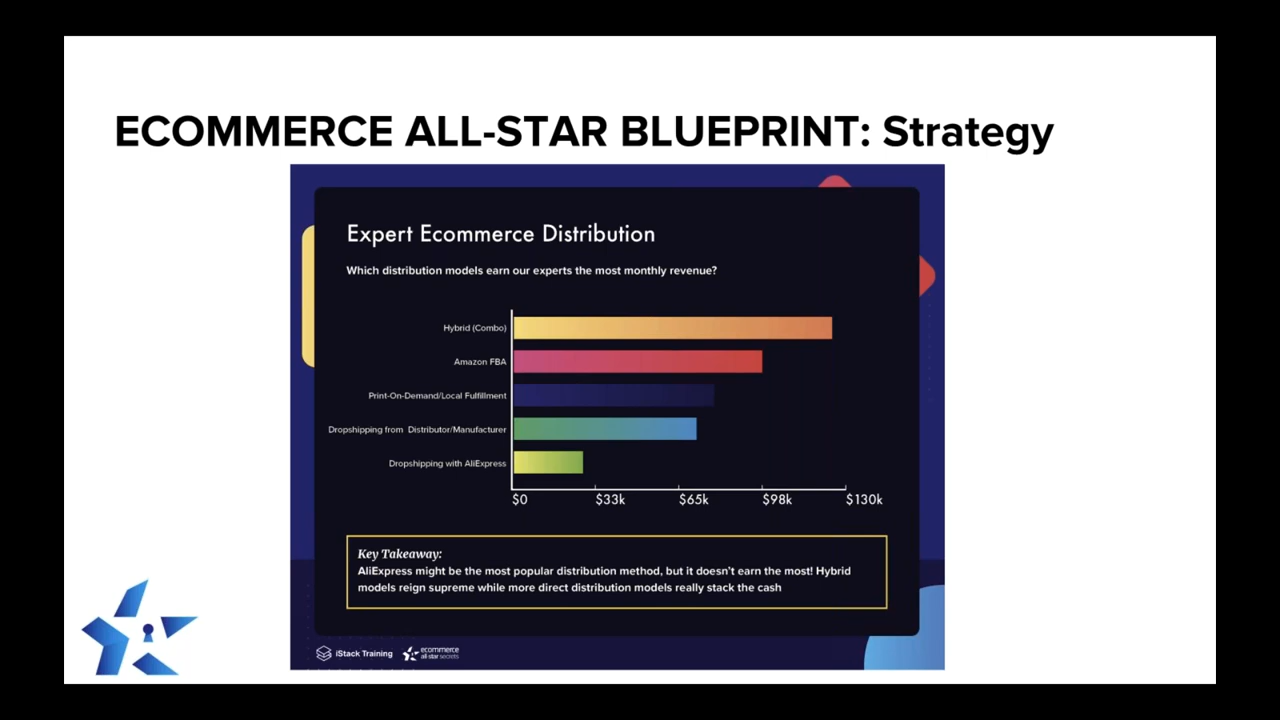 ECOMMERCE ALL-STAR BLUEPRINT: Strategy
Expert Ecommerce Distribution
Which distribution models earn our experts the most monthly revenue?
Hybrid (Combo)
Amazon FBA
Print-On-Demand/Local Fulfillment
Dropshipping from Distributor/Manufacturer
Dropshipping with AliExpress
$0 $33k $65k $98k $130k
Key Takeaway:
AliExpress might be the most popular distribution method, but it doesn't earn the most! Hybrid
models reign supreme while more direct distribution models really stack the cash
iStack Training
ecommerce
all-star secrets